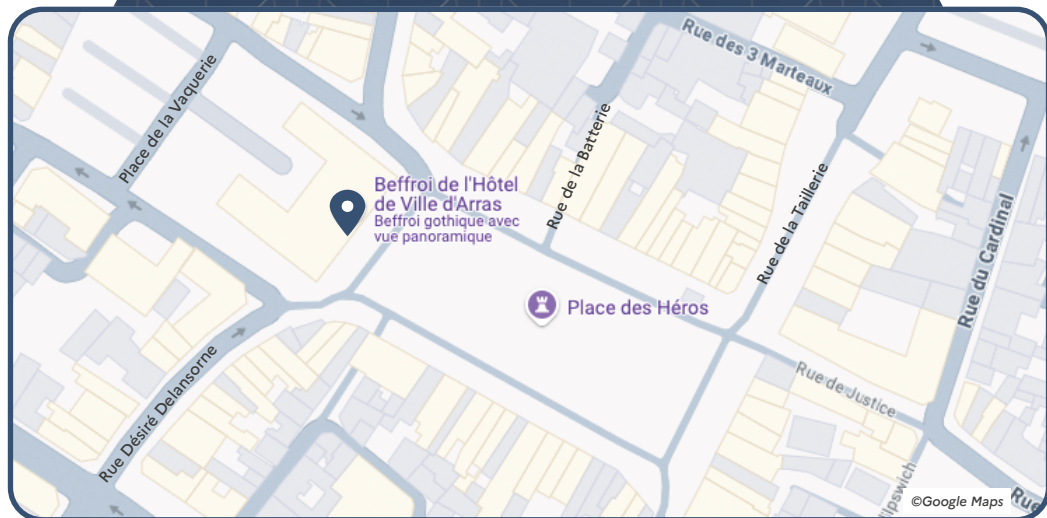 Rue des 3 Marteaux
Place de la Vaquerie
Rue de la Batterie
Beffroi de l'Hôtel
de Ville d'Arras
Beffroi gothique avec
vue panoramique
Rue de la Taillerie
Rue du Cardinal
Place des Héros
Rue Désiré Delansorne
Rue de Justice
Rue
©Google Maps